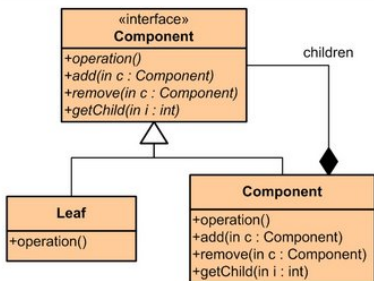 «interface»
Component
+operation()
+add(in c : Component)
+remove(in c : Component)
+getChild(in i : int)
children
Leaf
+operation()
Component
+operation()
+add(in c : Component)
+remove(in c : Component)
+getChild(in i : int)